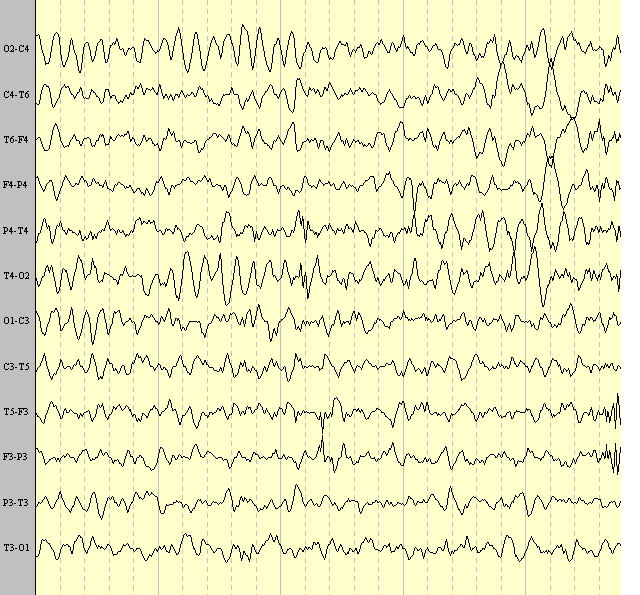 O2-C4
C4-T6
T6-F4
F4-P4
P4-T4
T4-O2
O1-C3
C3-T5
T5-F3
F3-P3
P3-T3
T3-O1